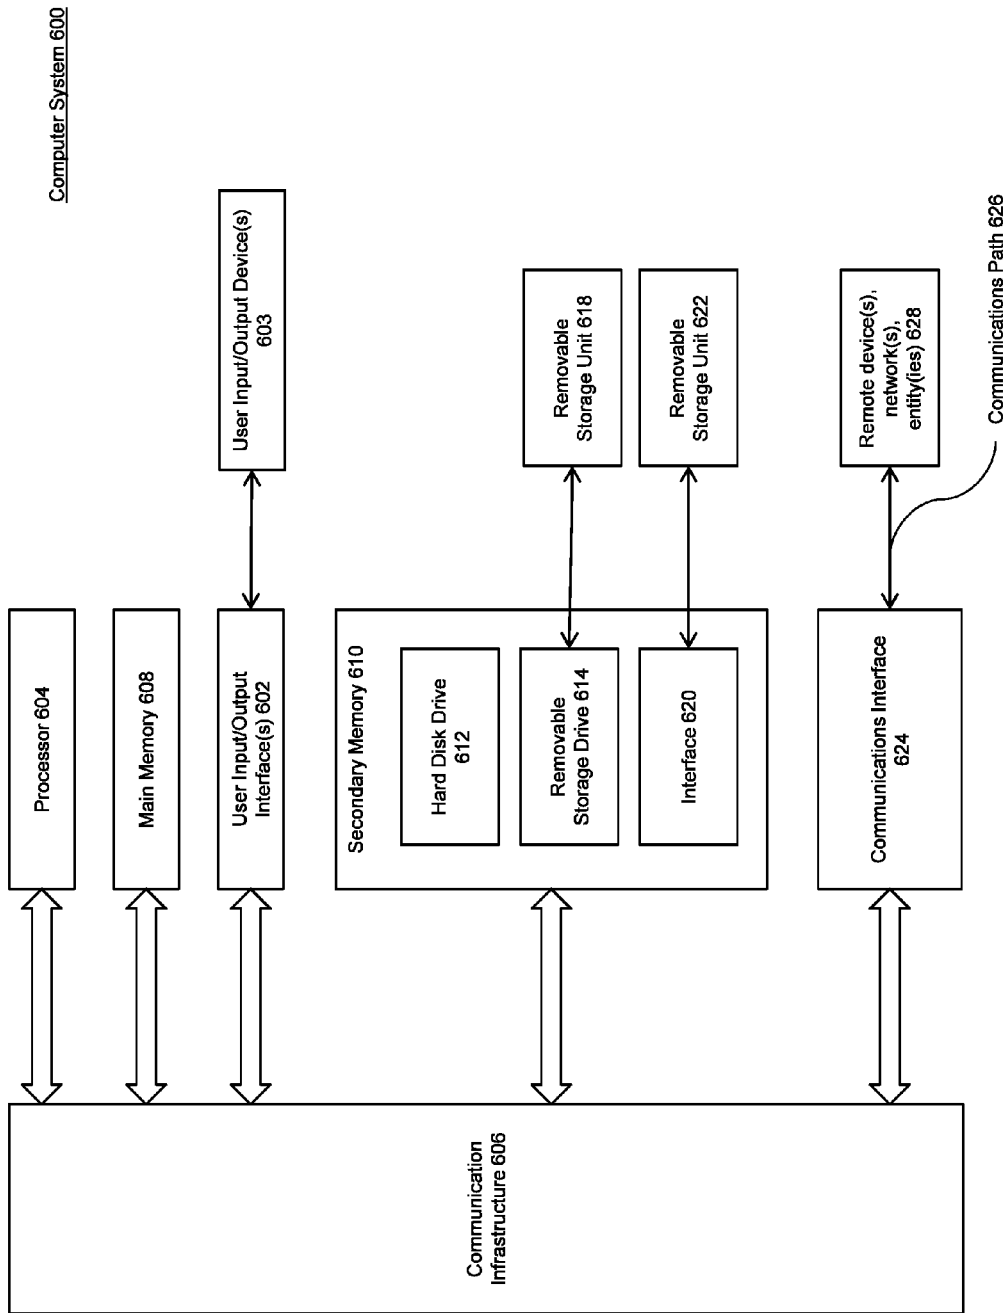 Computer System 600
Processor 604
Main Memory 608
User Input/Output
Interface(s) 602
User Input/Output Device(s)
603
Communication
Infrastructure 606
Secondary Memory 610
Hard Disk Drive
612
Removable
Storage Drive 614
Removable
Storage Unit 618
Interface 620
Removable
Storage Unit 622
Communications Interface
624
Remote device(s),
network(s),
entity(ies) 628
Communications Path 626